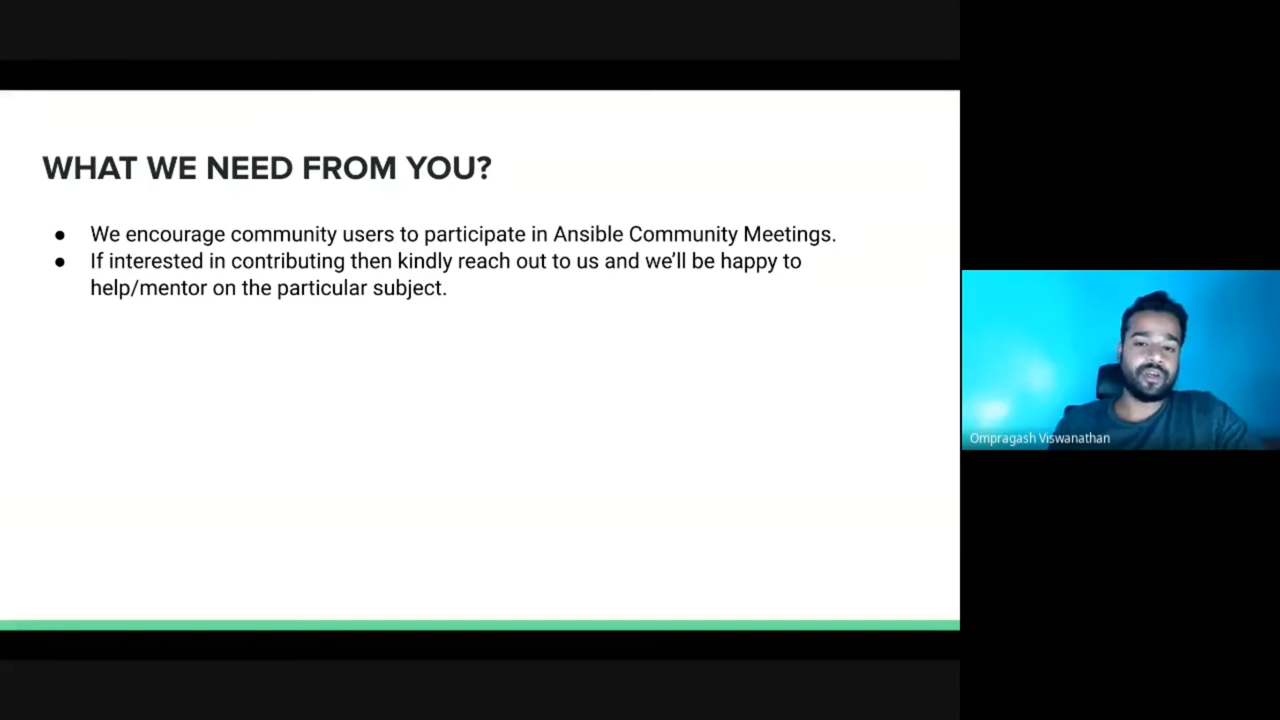 WHAT WE NEED FROM YOU?
● We encourage community users to participate in Ansible Community Meetings.
● If interested in contributing then kindly reach out to us and we’ll be happy to
help/mentor on the particular subject.
Ompragash Viswanathan